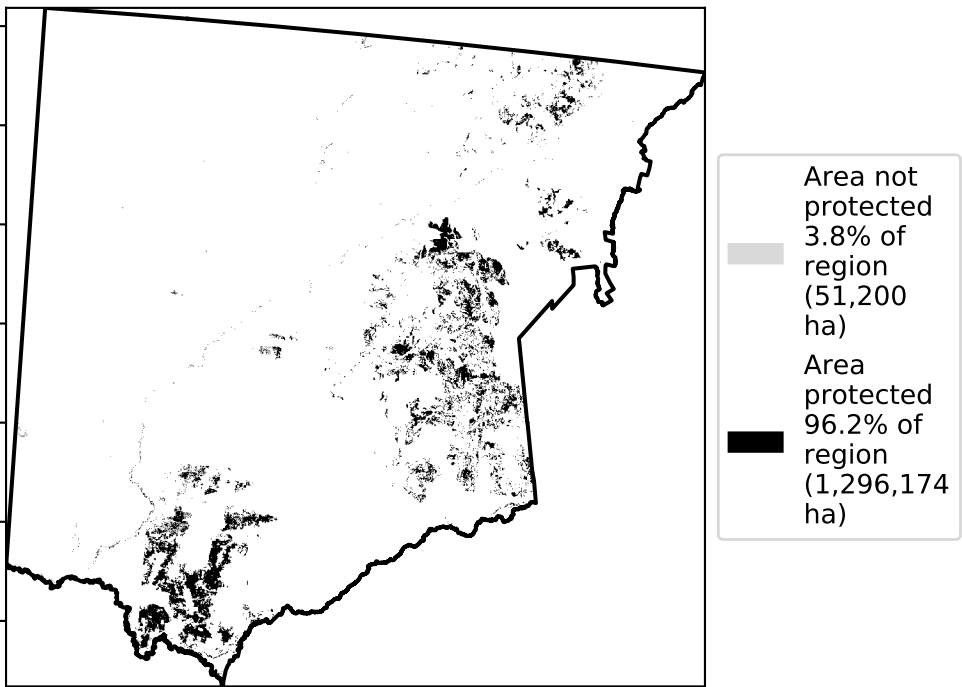 Area not
protected
3.8% of
region
(51,200
ha)
Area
protected
96.2% of
region
(1,296,174
ha)